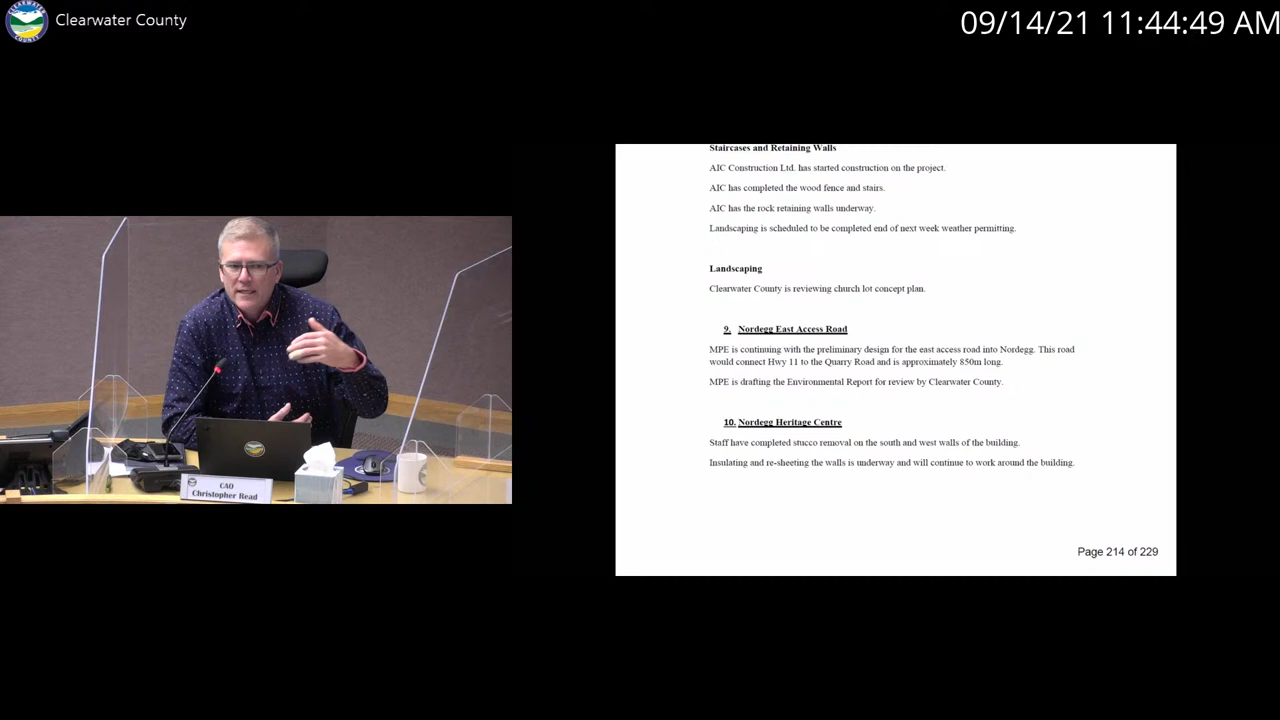 Clearwater County
09/14/21 11:44:49 AM
Staircases and Retaining Walls
AIC Construction Ltd. has started construction on the project.
AIC has completed the wood fence and stairs.
AIC has the rock retaining walls underway.
Landscaping is scheduled to be completed end of next week weather permitting.
Landscaping
Clearwater County is reviewing church lot concept plan.
9. Nordegg East Access Road
MPE is continuing with the preliminary design for the east access road into Nordegg. This road
would connect Hwy 11 to the Quarry Road and is approximately 850m long.
MPE is drafting the Environmental Report for review by Clearwater County.
10. Nordegg Heritage Centre
Staff have completed stucco removal on the south and west walls of the building.
Insulating and re-sheeting the walls is underway and will continue to work around the building.
Page 214 of 229
CAO
Christopher Read